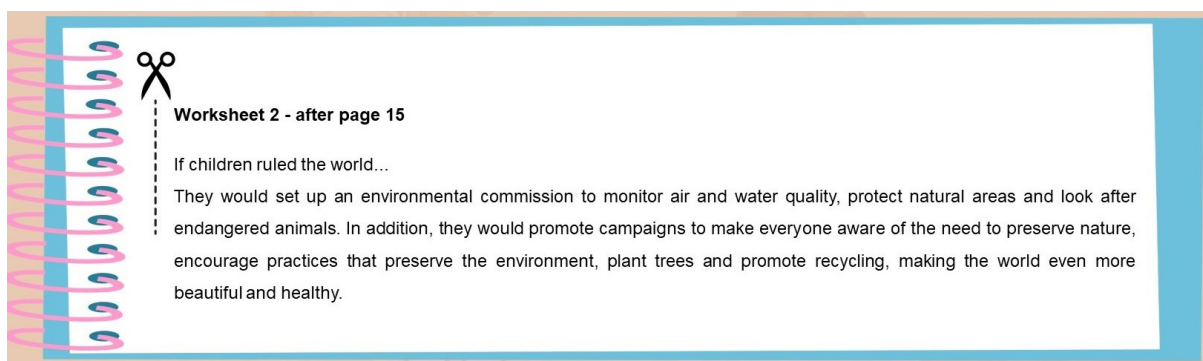 Worksheet 2 - after page 15
If children ruled the world…
They would set up an environmental commission to monitor air and water quality, protect natural areas and look after
endangered animals. In addition, they would promote campaigns to make everyone aware of the need to preserve nature,
encourage practices that preserve the environment, plant trees and promote recycling, making the world even more
beautiful and healthy.